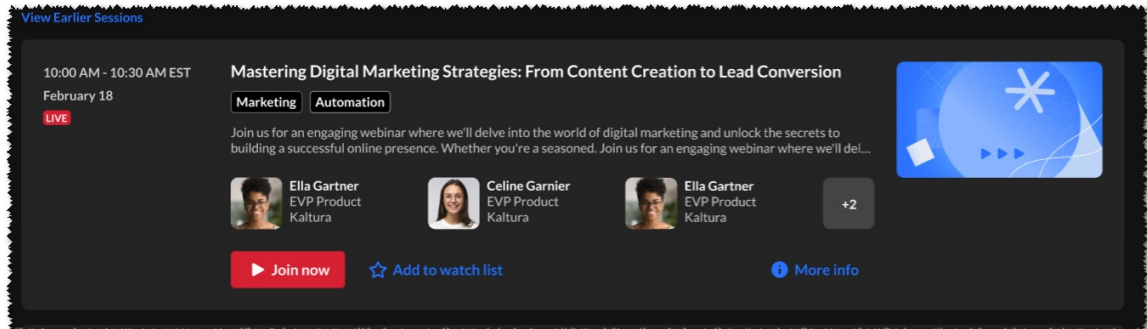 View Earlier Sessions
10:00 AM - 10:30 AM EST
February 18
LIVE
Mastering Digital Marketing Strategies: From Content Creation to Lead Conversion
Marketing
Automation
Join us for an engaging webinar where we'll delve into the world of digital marketing and unlock the secrets to
building a successful online presence. Whether you're a seasoned. Join us for an engaging webinar where we'll del...
Ella Gartner
EVP Product
Kaltura
Celine Garnier
EVP Product
Kaltura
Ella Gartner
EVP Product
Kaltura
+2
Join now
Add to watch list
More info